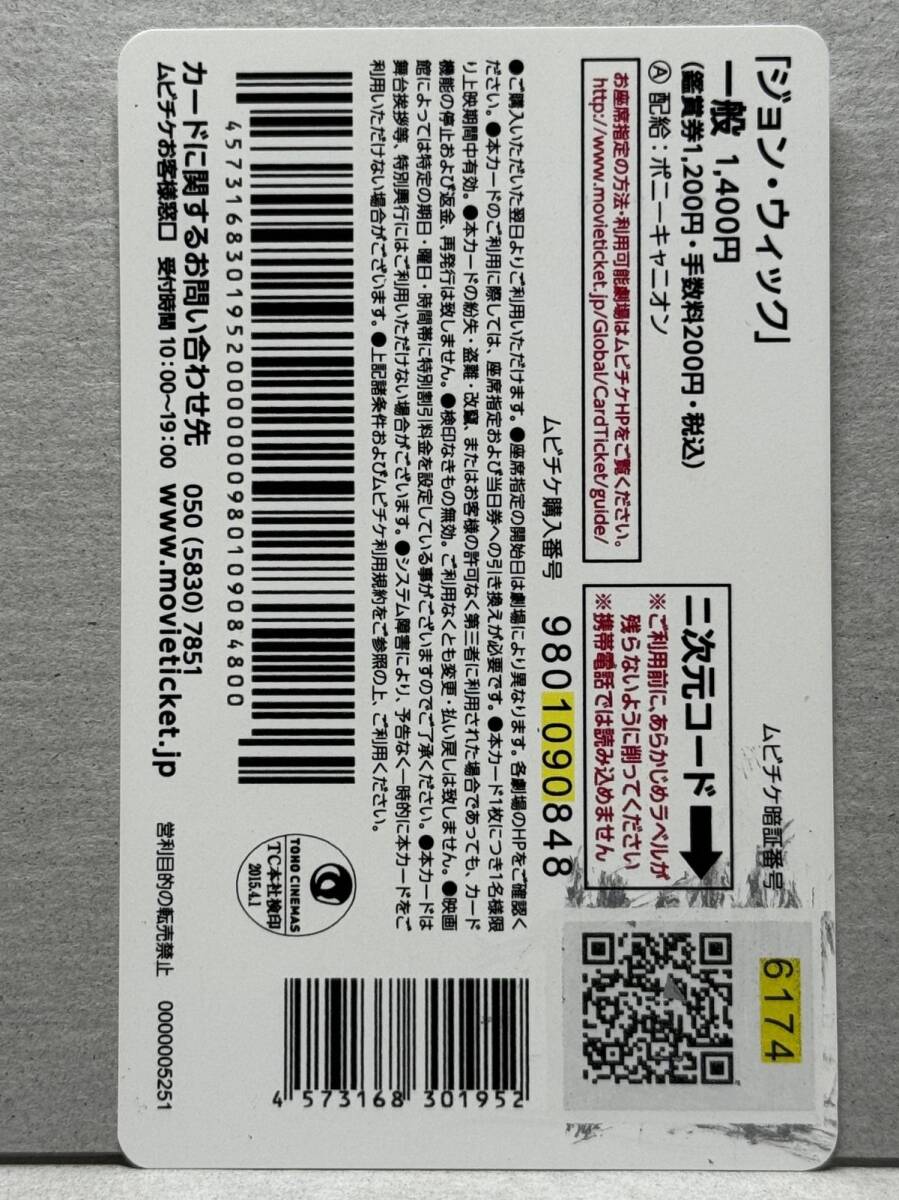 「ジョン・ウィック」
一般 1,400円
(鑑賞券1,200円・手数料200円・税込)
Ⓐ 配給：ポニーキャニオン
お座席指定の方法・利用可能劇場はムビチケHPをご覧ください。
http://www.movieticket.jp/Global/CardTicket/guide/
二次元コード
※ご利用前に、あらかじめラベルが
残らないように削ってください
※携帯電話では読み込めません
ムビチケ暗証番号
6174
ムビチケ購入番号 9801090848
●ご購入いただいた翌日よりご利用いただけます。●座席指定の開始日は劇場により異なります。各劇場のHPをご確認く
ださい。●本カードのご利用に際しては、座席指定および当日券への引き換えが必要です。●本カード1枚につき1名様限
り上映期間中有効。●本カードの紛失・盗難・改竄、またはお客様の許可なく第三者に利用された場合であっても、カード
機能の停止および返金、再発行は致しません。●検印なきもの無効。ご利用なくとも変更・払い戻しは致しません。●映画
館によっては特定の期日・曜日・時間帯に特別割引料金を設定している事がございますのでご了承ください。●本カードは
舞台挨拶等、特別興行にはご利用いただけない場合がございます。●システム障害により、予告なく一時的に本カードをご
利用いただけない場合がございます。●上記諸条件およびムビチケ利用規約をご参照の上、ご利用ください。
45731683019520000000980109084800
TOHO CINEMAS
TC本社検印
2015.4.1
4 573168 301952
カードに関するお問い合わせ先 050 (5830) 7851
ムビチケお客様窓口 受付時間 10:00～19:00 www.movieticket.jp
営利目的の転売禁止 0000005251